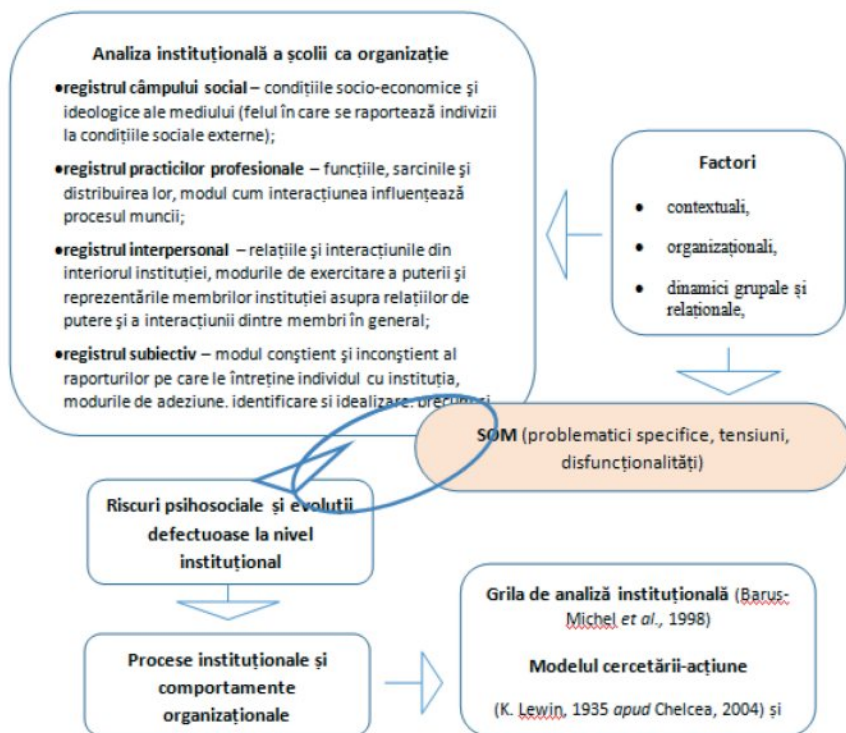 Analiza instituțională a școlii ca organizație
•registrul câmpului social – condițiile socio-economice și
ideologice ale mediului (felul în care se raportează indivizii
la condițiile sociale externe);
•registrul practicilor profesionale – funcțiile, sarcinile și
distribuirea lor, modul cum interacțiunea influențează
procesul muncii;
•registrul interpersonal – relațiile și interacțiunile din
interiorul instituției, modurile de exercitare a puterii și
reprezentările membrilor instituției asupra relațiilor de
putere și a interacțiunii dintre membri în general;
•registrul subiectiv – modul conștient și inconștient al
raporturilor pe care le întreține individul cu instituția,
modurile de adeziune, identificare și idealizare, precum și
Factori
• contextuali,
• organizaționali,
• dinamici grupale și
relaționale,
SOM (problematici specifice, tensiuni,
disfuncționalități)
Riscuri psihosociale și evoluții
defectuoase la nivel
instituțional
Procese instituționale și
comportamente
organizaționale
Grila de analiză instituțională (Barus-
Michel et al., 1998)
Modelul cercetării-acțiune
(K. Lewin, 1935 apud Chelcea, 2004) și